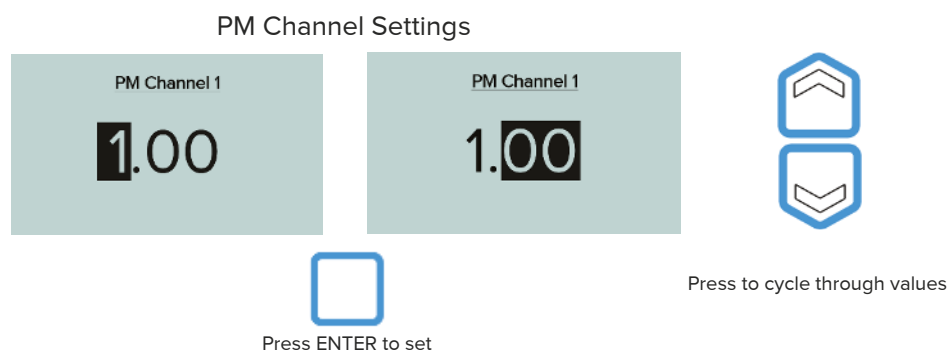 PM Channel Settings
PM Channel 1
1.00
PM Channel 1
1.00
Press to cycle through values
Press ENTER to set